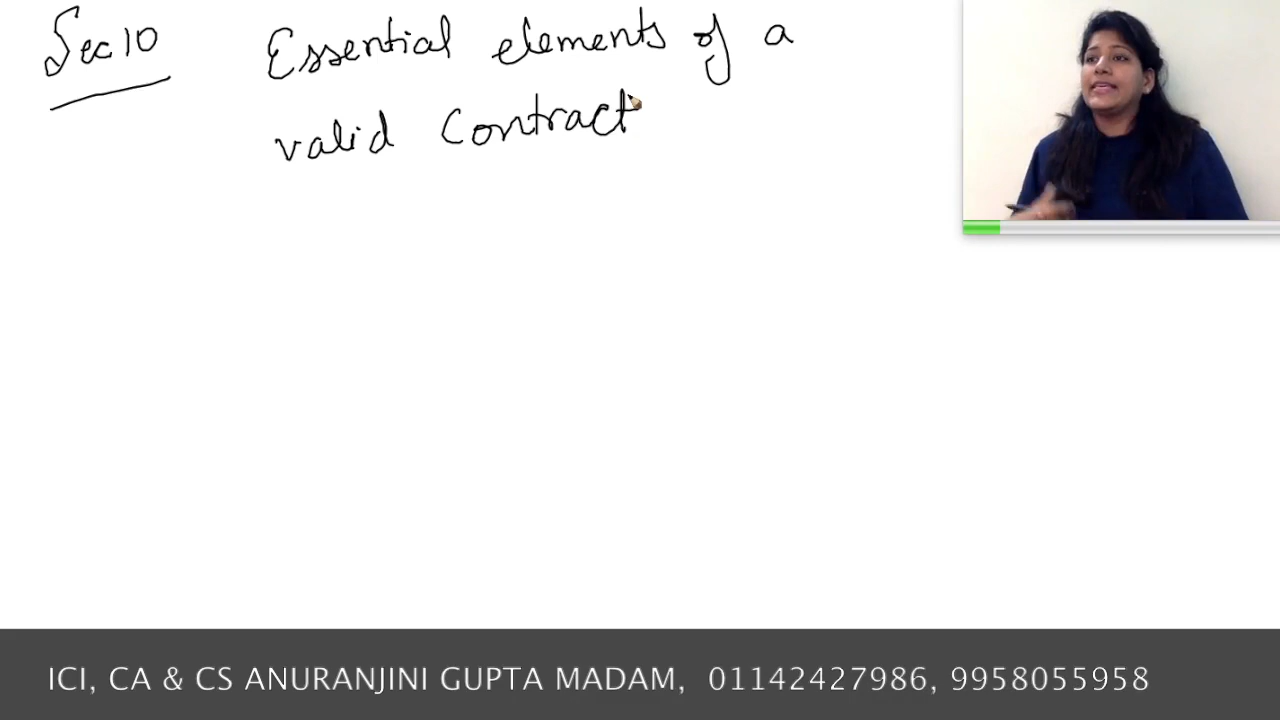 Sec 10 Essential elements of a
valid Contract
ICI, CA & CS ANURANJINI GUPTA MADAM, 01142427986, 9958055958